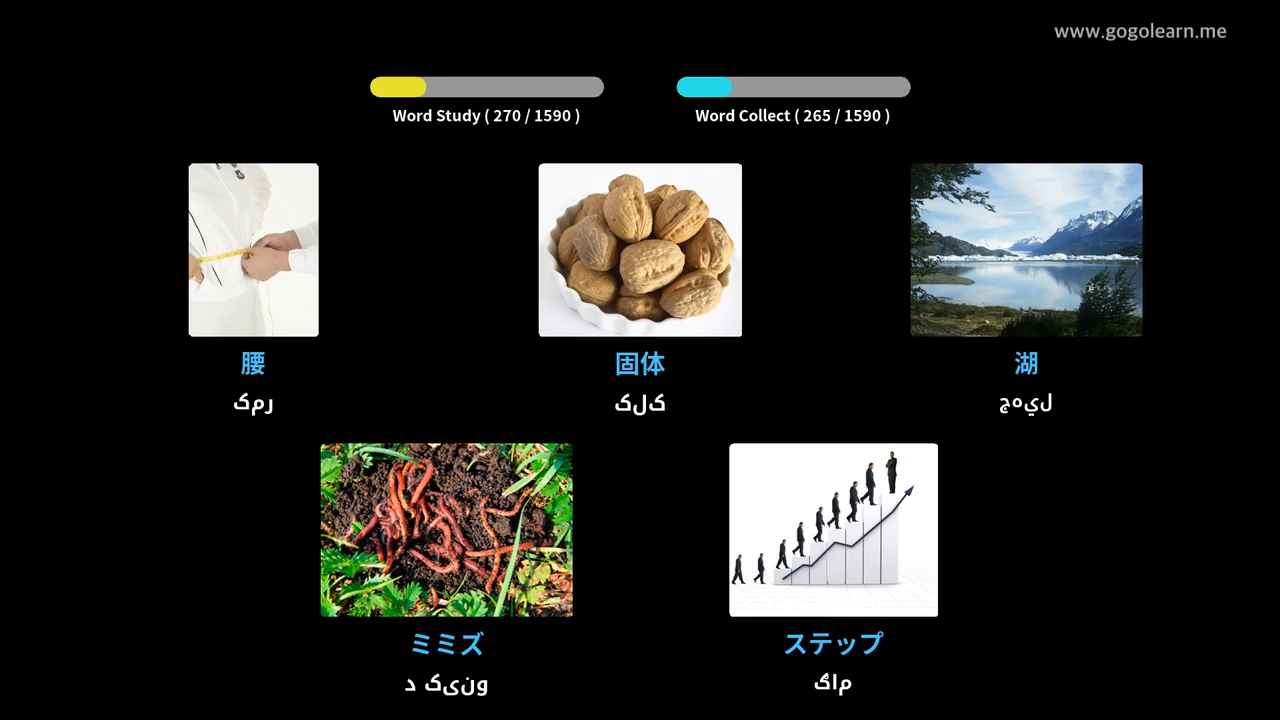 www.gogolearn.me
Word Study ( 270 / 1590 )
Word Collect ( 265 / 1590 )
腰
رمک
固体
کلک
湖
ليهج
ミミズ
ونیک د
ステップ
ماگ